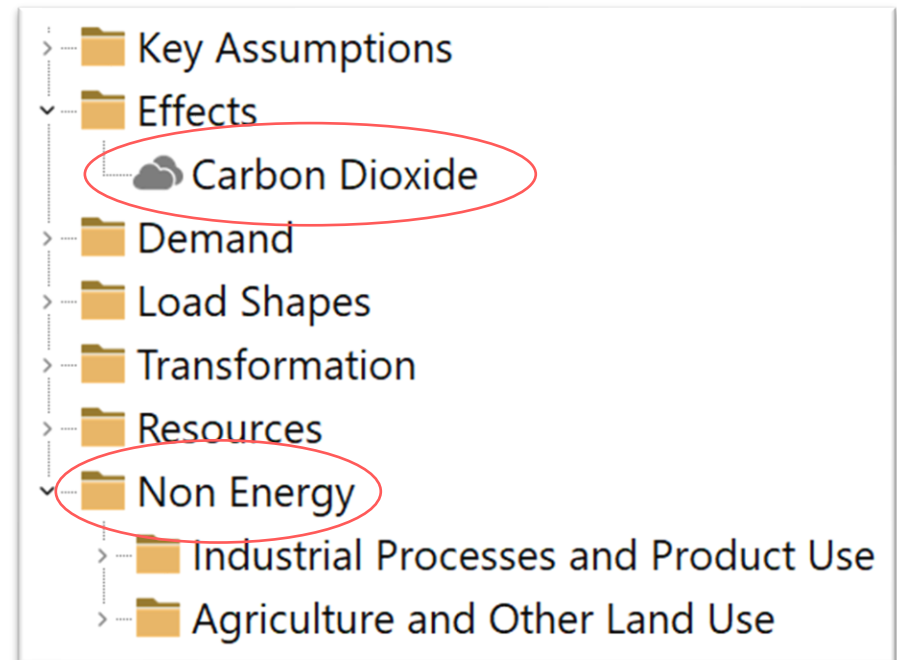 Key Assumptions
Effects
Carbon Dioxide
Demand
Load Shapes
Transformation
Resources
Non Energy
Industrial Processes and Product Use
Agriculture and Other Land Use